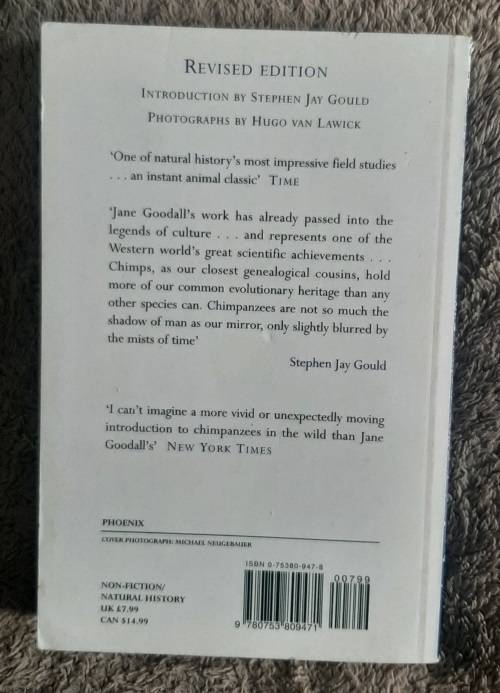 REVISED EDITION
INTRODUCTION BY STEPHEN JAY GOULD
PHOTOGRAPHS BY HUGO VAN LAWICK
‘One of natural history’s most impressive field studies
. . . an instant animal classic’ TIME
‘Jane Goodall’s work has already passed into the
legends of culture . . . and represents one of the
Western world’s great scientific achievements . . .
Chimps, as our closest genealogical cousins, hold
more of our common evolutionary heritage than any
other species can. Chimpanzees are not so much the
shadow of man as our mirror, only slightly blurred by
the mists of time’
Stephen Jay Gould
‘I can’t imagine a more vivid or unexpectedly moving
introduction to chimpanzees in the wild than Jane
Goodall’s’ NEW YORK TIMES
PHOENIX
COVER PHOTOGRAPH: MICHAEL NEUGEBAUER
NON-FICTION/
NATURAL HISTORY
UK £7.99
CAN $14.99
ISBN 0-75380-947-8
00799
9 780753 809471